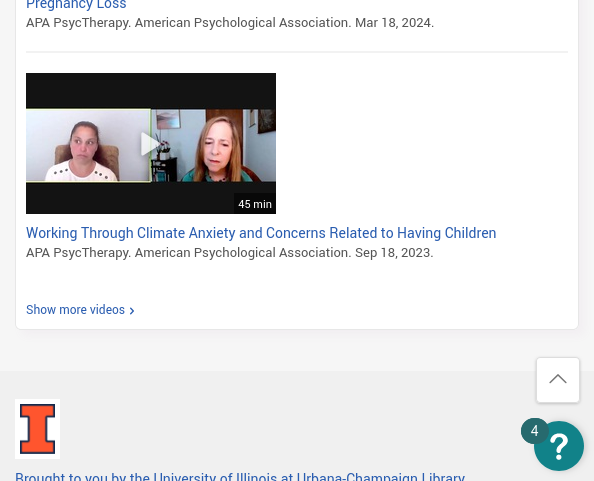 Pregnancy Loss
APA PsycTherapy. American Psychological Association. Mar 18, 2024.
45 min
Working Through Climate Anxiety and Concerns Related to Having Children
APA PsycTherapy. American Psychological Association. Sep 18, 2023.
Show more videos
4
?
Brought to you by the University of Illinois at Urbana-Champaign Library